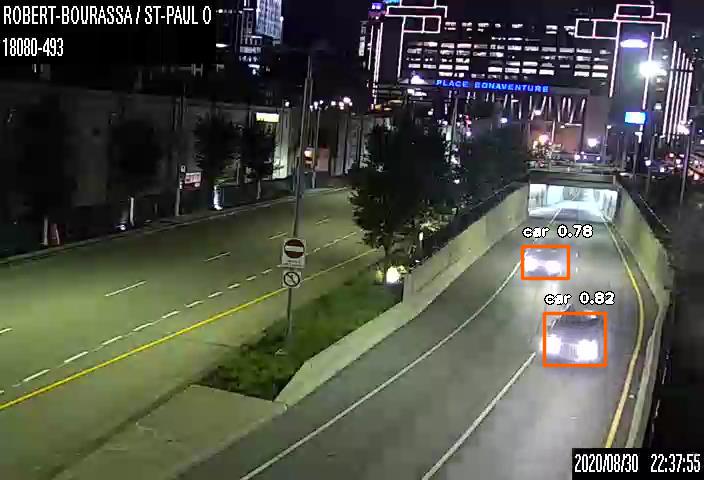 ROBERT-BOURASSA / ST-PAUL O
18080-493
PLACE BONAVENTURE
car 0.78
car 0.82
2020/08/30 22:37:55